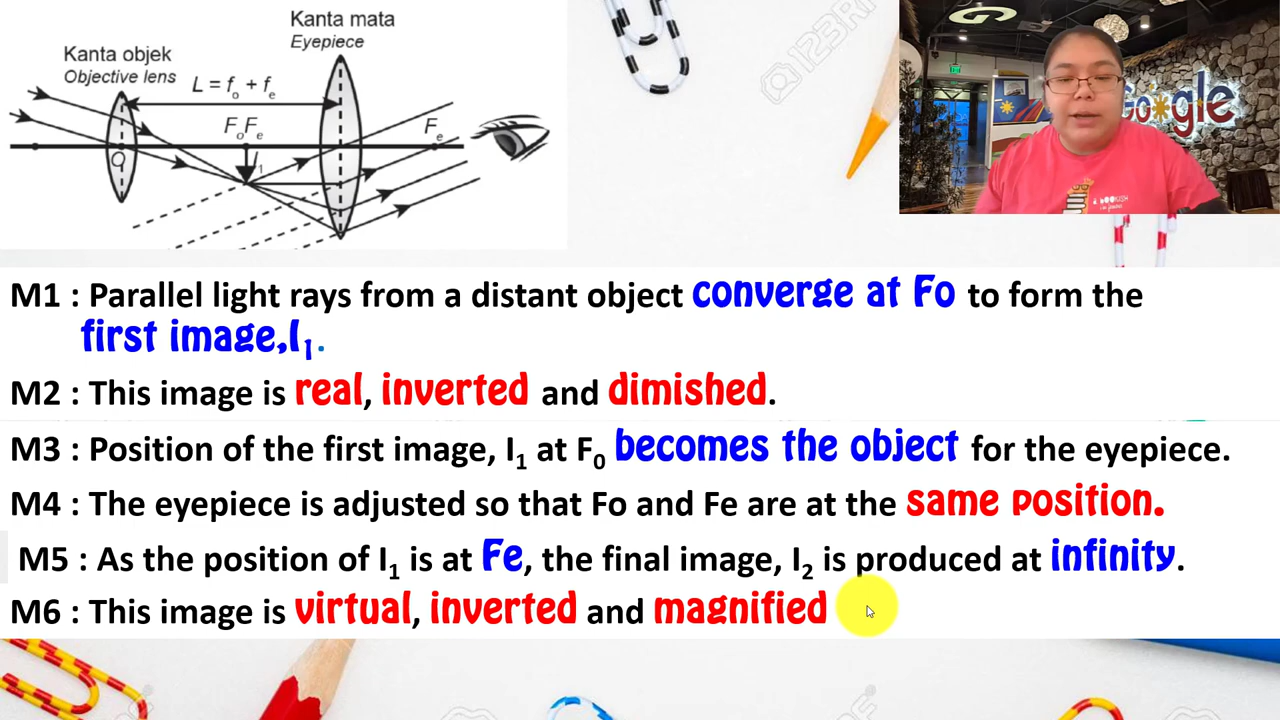 Kanta mata
Eyepiece
Kanta objek
Objective lens
L = fo + fe
Fo Fe
Fe
O
I1
123RF
Google
M1 : Parallel light rays from a distant object converge at Fo to form the
first image,I1.
M2 : This image is real, inverted and dimished.
M3 : Position of the first image, I1 at F0 becomes the object for the eyepiece.
M4 : The eyepiece is adjusted so that Fo and Fe are at the same position.
M5 : As the position of I1 is at Fe, the final image, I2 is produced at infinity.
M6 : This image is virtual, inverted and magnified